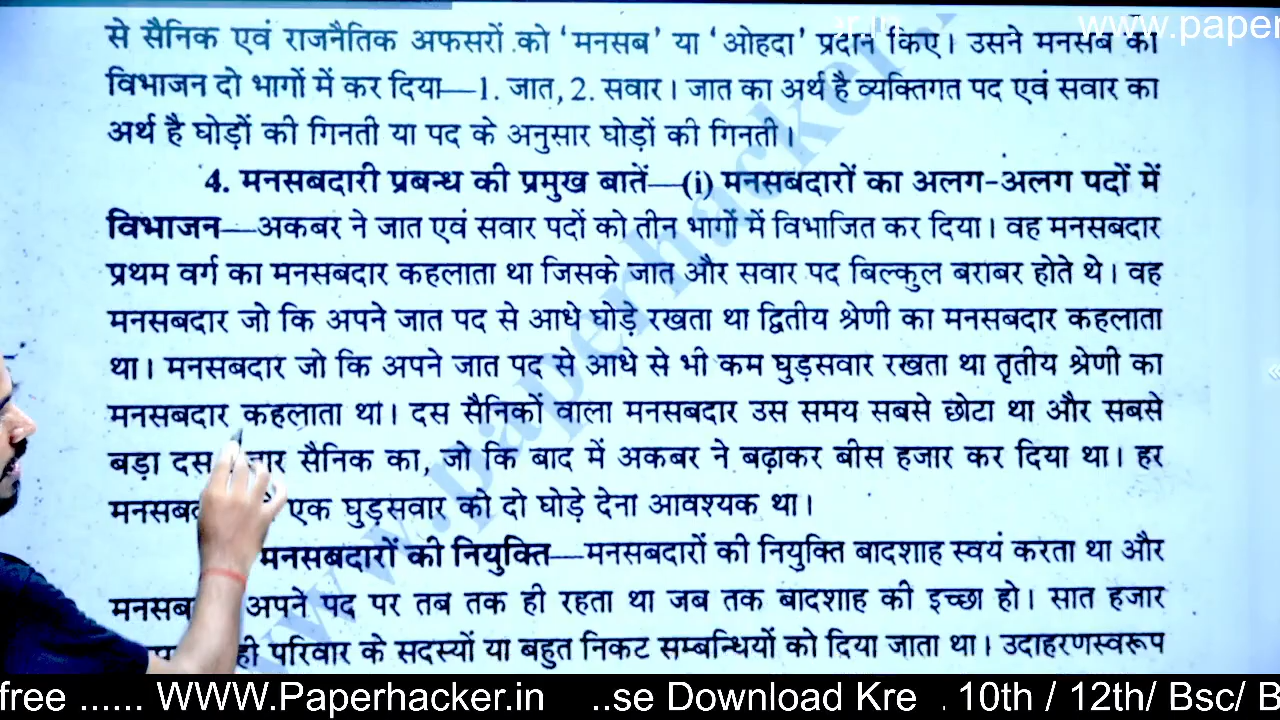 www.paper
er.in
से सैनिक एवं राजनैतिक अफसरों को ‘मनसब’ या ‘ओहदा’ प्रदान किए। उसने मनसब का
विभाजन दो भागों में कर दिया—1. जात, 2. सवार। जात का अर्थ है व्यक्तिगत पद एवं सवार का
अर्थ है घोड़ों की गिनती या पद के अनुसार घोड़ों की गिनती।
4. मनसबदारी प्रबन्ध की प्रमुख बातें—(i) मनसबदारों का अलग-अलग पदों में
विभाजन—अकबर ने जात एवं सवार पदों को तीन भागों में विभाजित कर दिया। वह मनसबदार
प्रथम वर्ग का मनसबदार कहलाता था जिसके जात और सवार पद बिल्कुल बराबर होते थे। वह
मनसबदार जो कि अपने जात पद से आधे घोड़े रखता था द्वितीय श्रेणी का मनसबदार कहलाता
था। मनसबदार जो कि अपने जात पद से आधे से भी कम घुड़सवार रखता था तृतीय श्रेणी का
मनसबदार कहलाता था। दस सैनिकों वाला मनसबदार उस समय सबसे छोटा था और सबसे
बड़ा दस सैनिक का, जो कि बाद में अकबर ने बढ़ाकर बीस हजार कर दिया था। हर
एक घुड़सवार को दो घोड़े देना आवश्यक था।
मनसबदारों की नियुक्ति—मनसबदारों की नियुक्ति बादशाह स्वयं करता था और
अपने पद पर तब तक ही रहता था जब तक बादशाह की इच्छा हो। सात हजार
ही परिवार के सदस्यों या बहुत निकट सम्बन्धियों को दिया जाता था। उदाहरणस्वरूप
www.paperhacker
free ...... WWW.Paperhacker.in ..se Download Kre . 10th / 12th/ Bsc/ B